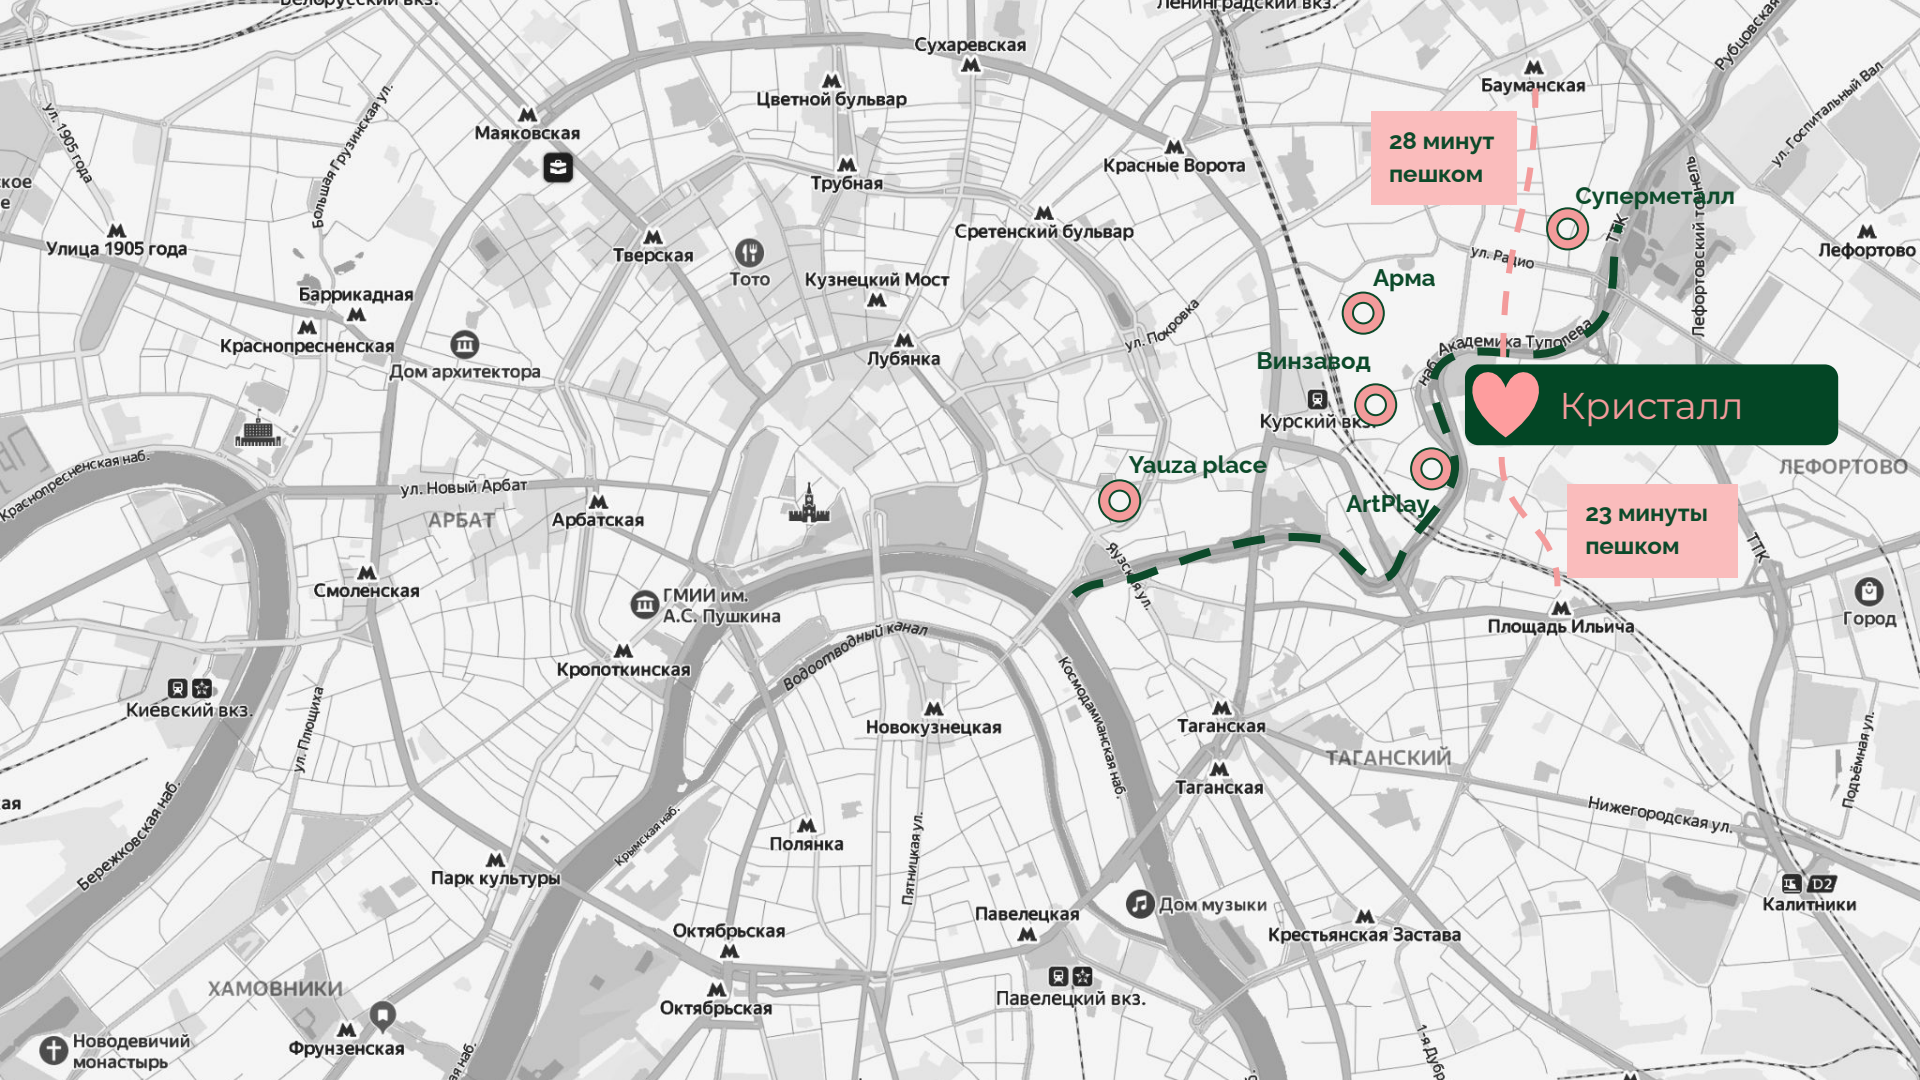 Белорусский вкз.
Ленинградский вкз.
Сухаревская
Рубцовская
Бауманская
Цветной бульвар
Маяковская
ул. 1905 года
Большая Грузинская ул.
28 минут
пешком
ул. Госпитальный Вал
Красные Ворота
Трубная
ское
е
Суперметалл
ТТК
Лефортовский тоннель
Улица 1905 года
Сретенский бульвар
Лефортово
Тверская
ул. Радио
Тото
Кузнецкий Мост
Арма
Баррикадная
ул. Покровка
Краснопресненская
Лубянка
Винзавод
наб. Академика Туполева
Дом архитектора
Кристалл
Курский вкз.
Yauza place
ЛЕФОРТОВО
Краснопресненская наб.
ул. Новый Арбат
АРБАТ
Арбатская
ArtPlay
23 минуты
пешком
ТТК
Яузская ул.
Смоленская
ГМИИ им.
А.С. Пушкина
Город
Площадь Ильича
Водоотводный канал
Кропоткинская
Киевский вкз.
ул. Плющиха
Космодамианская наб.
Новокузнецкая
Таганская
ТАГАНСКИЙ
Подъёмная ул.
Таганская
ая
Бережковская наб.
Нижегородская ул.
Крымская наб.
Полянка
Пятницкая ул.
Парк культуры
D2
Калитники
Дом музыки
Павелецкая
Октябрьская
Крестьянская Застава
ХАМОВНИКИ
Павелецкий вкз.
Октябрьская
Новодевичий
монастырь
Фрунзенская
ая наб.
1-я Дубр